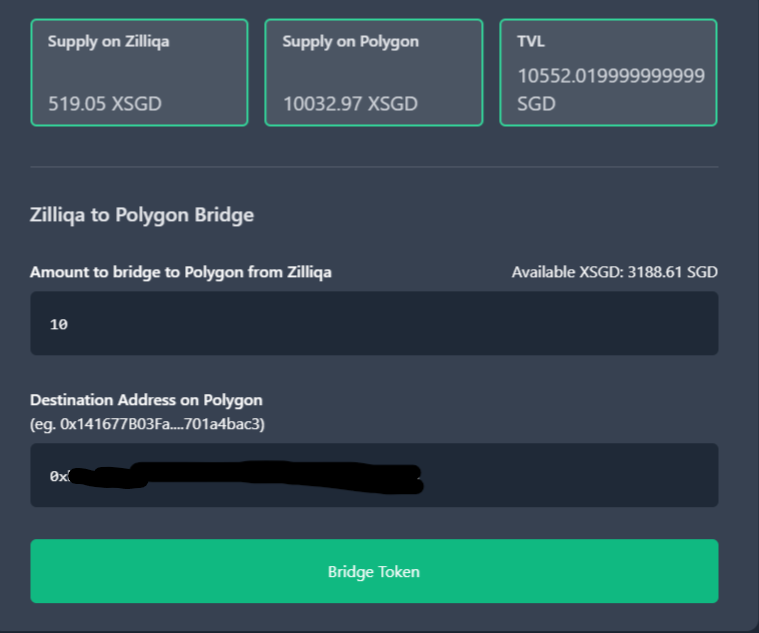 Supply on Zilliqa
519.05 XSGD
Supply on Polygon
10032.97 XSGD
TVL
10552.019999999999
SGD
Zilliqa to Polygon Bridge
Amount to bridge to Polygon from Zilliqa
Available XSGD: 3188.61 SGD
10
Destination Address on Polygon
(eg. 0x141677B03Fa....701a4bac3)
0x
Bridge Token